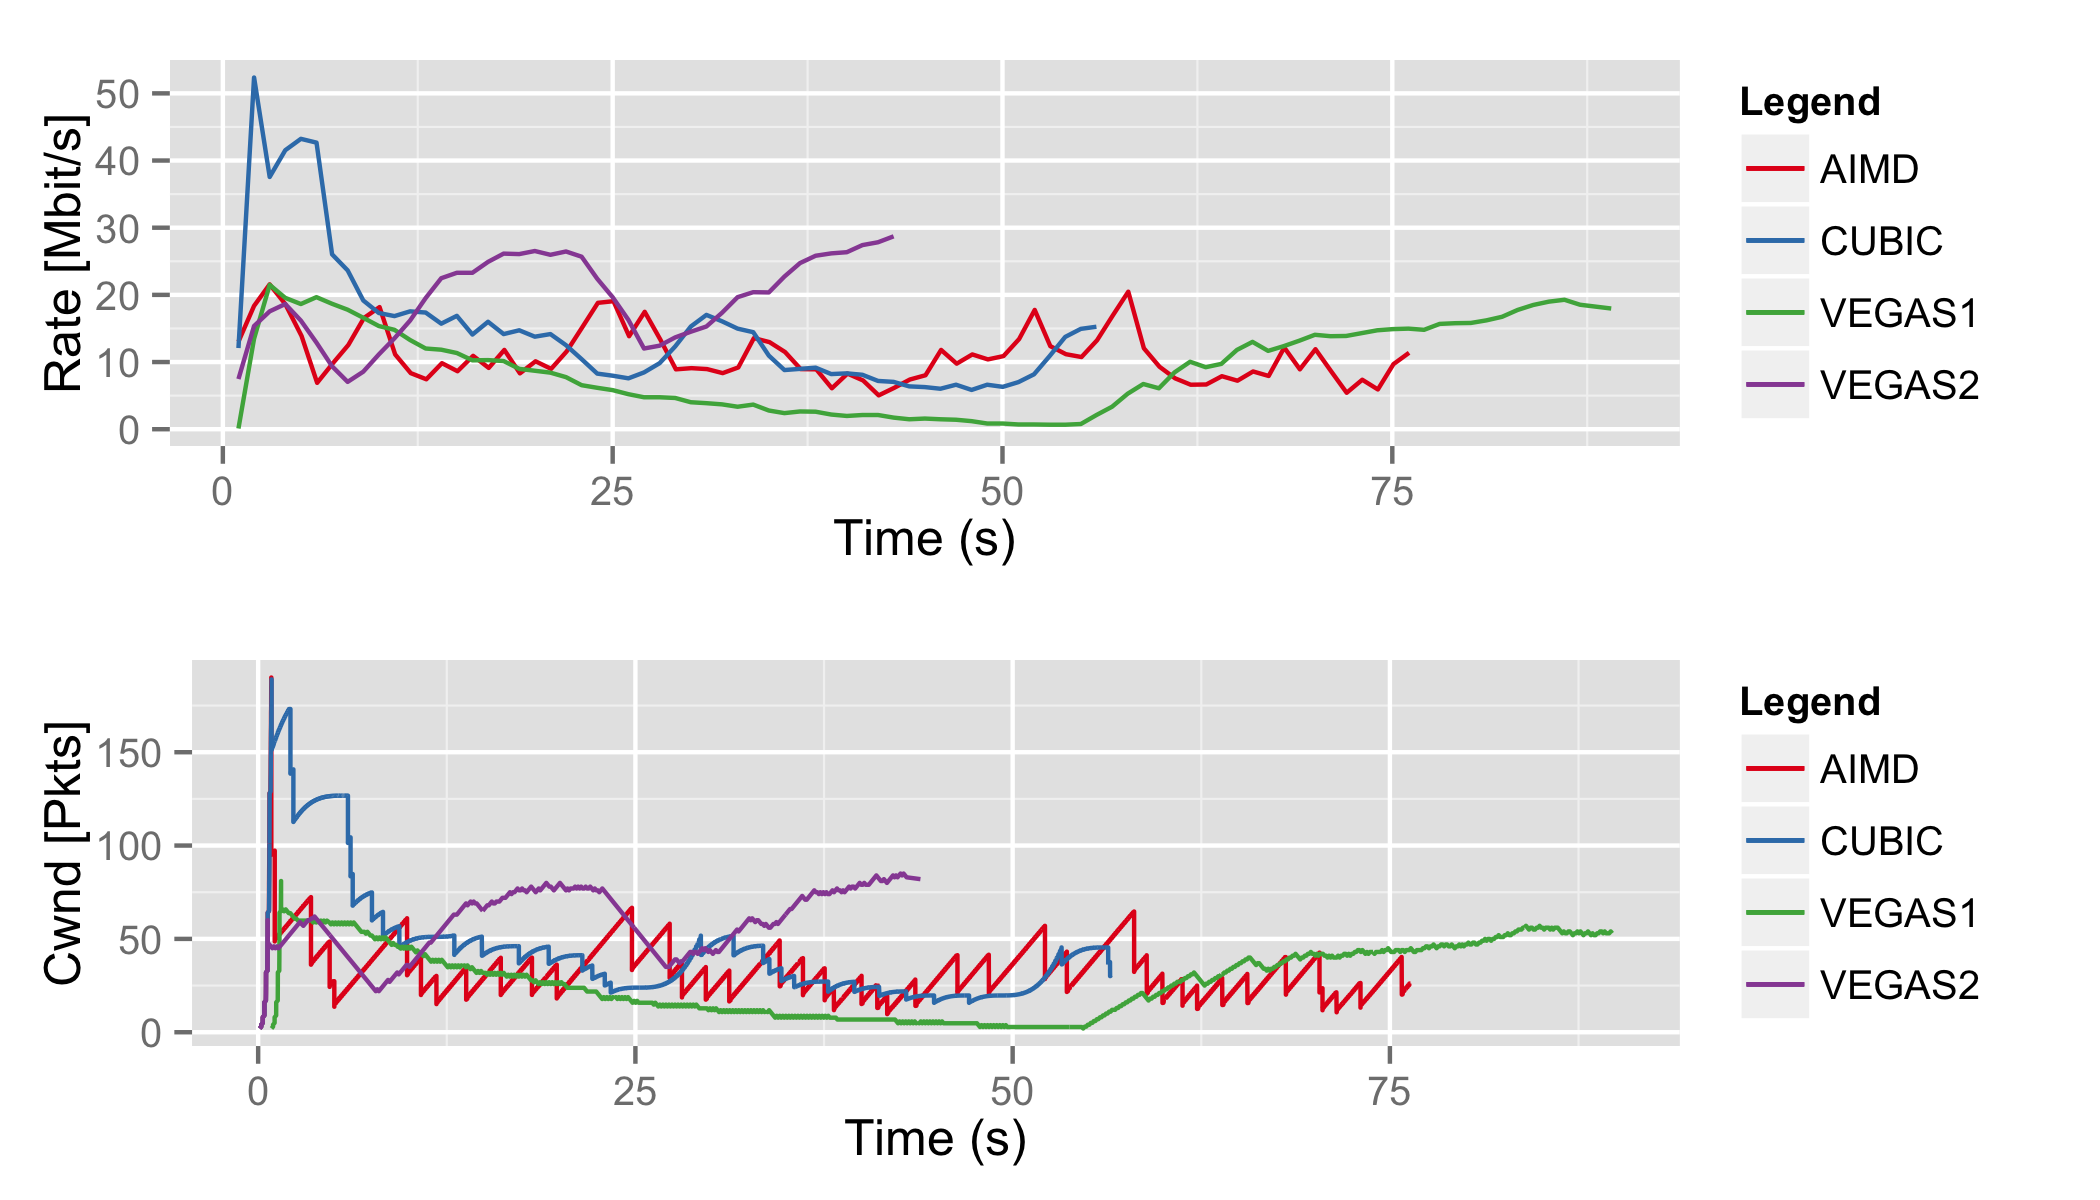 Rate [Mbit/s]
50
40
30
20
10
0
0 25 50 75
Time (s)
Legend
AIMD
CUBIC
VEGAS1
VEGAS2
Cwnd [Pkts]
150
100
50
0
0 25 50 75
Time (s)
Legend
AIMD
CUBIC
VEGAS1
VEGAS2